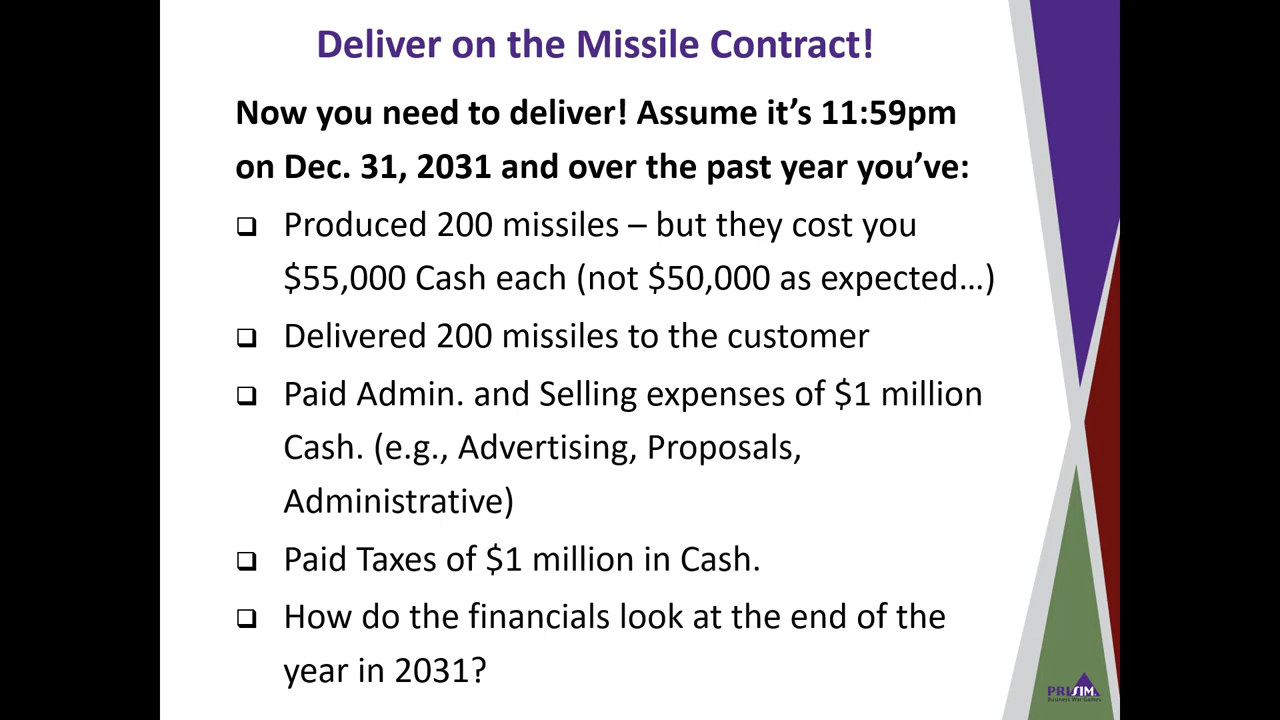 Deliver on the Missile Contract!
Now you need to deliver! Assume it’s 11:59pm
on Dec. 31, 2031 and over the past year you’ve:
❑ Produced 200 missiles – but they cost you
$55,000 Cash each (not $50,000 as expected…)
❑ Delivered 200 missiles to the customer
❑ Paid Admin. and Selling expenses of $1 million
Cash. (e.g., Advertising, Proposals,
Administrative)
❑ Paid Taxes of $1 million in Cash.
❑ How do the financials look at the end of the
year in 2031?
PRISIM
Business War Games